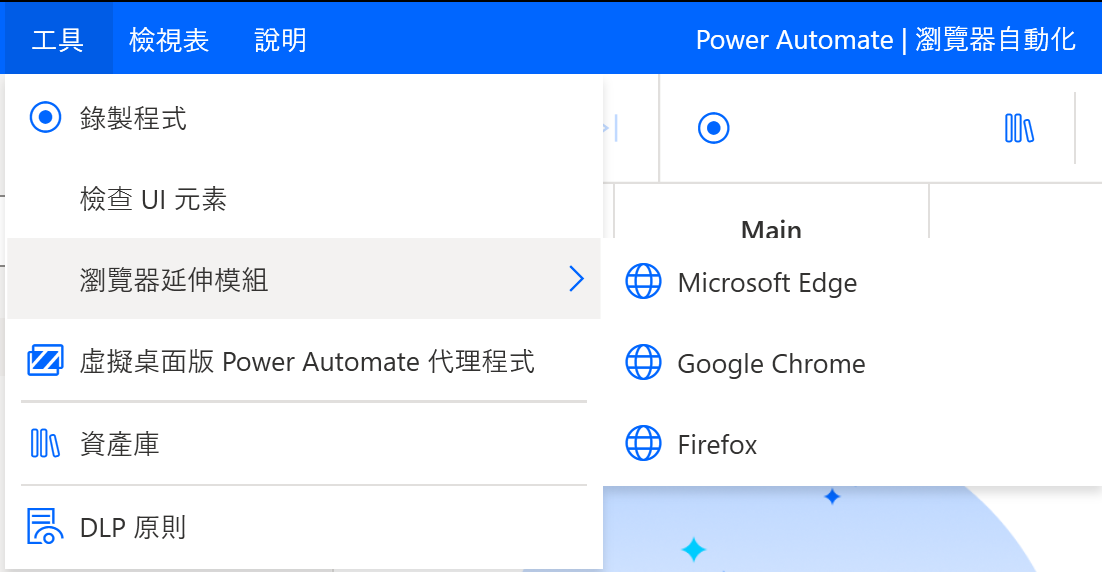 工具 檢視表 說明 Power Automate | 瀏覽器自動化
錄製程式
檢查 UI 元素
Main
瀏覽器延伸模組
Microsoft Edge
虛擬桌面版 Power Automate 代理程式
Google Chrome
資產庫
Firefox
DLP 原則